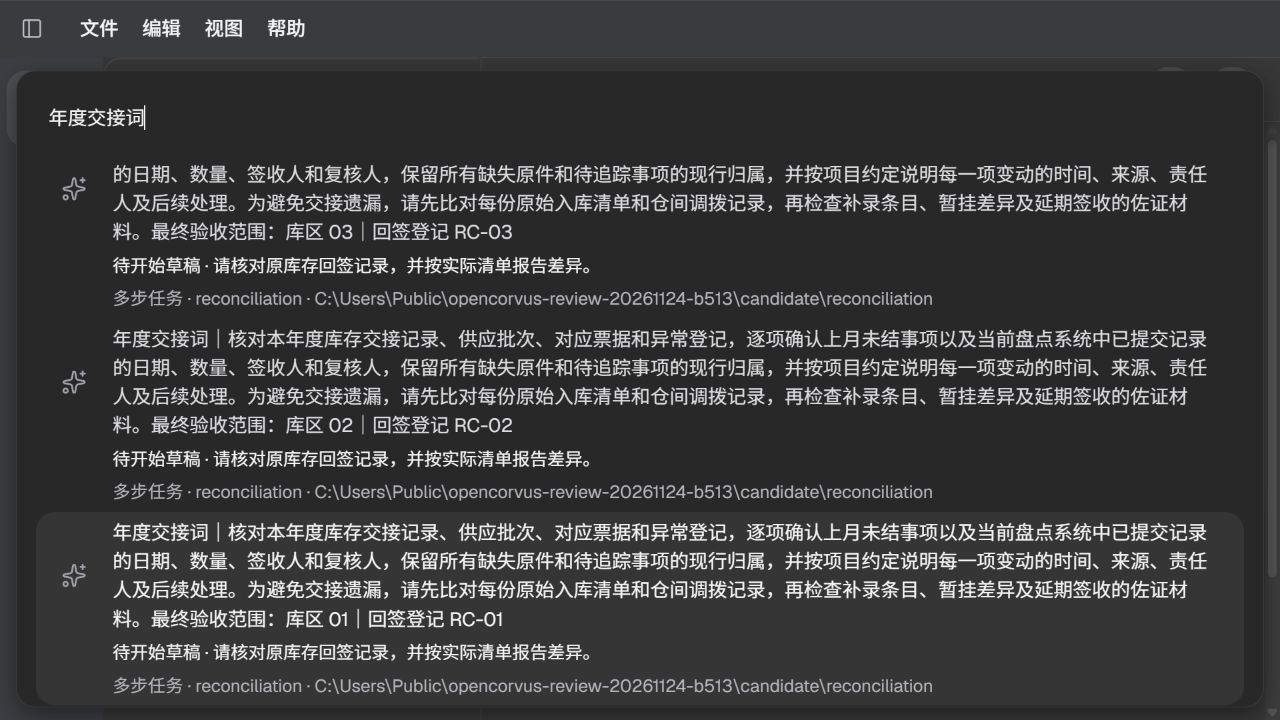 文件 编辑 视图 帮助
年度交接词
的日期、数量、签收人和复核人，保留所有缺失原件和待追踪事项的现行归属，并按项目约定说明每一项变动的时间、来源、责任
人及后续处理。为避免交接遗漏，请先比对每份原始入库清单和仓间调拨记录，再检查补录条目、暂挂差异及延期签收的佐证材
料。最终验收范围：库区 03｜回签登记 RC-03
待开始草稿 · 请核对原库存回签记录，并按实际清单报告差异。
多步任务 · reconciliation · C:\Users\Public\opencorvus-review-20261124-b513\candidate\reconciliation
年度交接词｜核对本年度库存交接记录、供应批次、对应票据和异常登记，逐项确认上月未结事项以及当前盘点系统中已提交记录
的日期、数量、签收人和复核人，保留所有缺失原件和待追踪事项的现行归属，并按项目约定说明每一项变动的时间、来源、责任
人及后续处理。为避免交接遗漏，请先比对每份原始入库清单和仓间调拨记录，再检查补录条目、暂挂差异及延期签收的佐证材
料。最终验收范围：库区 02｜回签登记 RC-02
待开始草稿 · 请核对原库存回签记录，并按实际清单报告差异。
多步任务 · reconciliation · C:\Users\Public\opencorvus-review-20261124-b513\candidate\reconciliation
年度交接词｜核对本年度库存交接记录、供应批次、对应票据和异常登记，逐项确认上月未结事项以及当前盘点系统中已提交记录
的日期、数量、签收人和复核人，保留所有缺失原件和待追踪事项的现行归属，并按项目约定说明每一项变动的时间、来源、责任
人及后续处理。为避免交接遗漏，请先比对每份原始入库清单和仓间调拨记录，再检查补录条目、暂挂差异及延期签收的佐证材
料。最终验收范围：库区 01｜回签登记 RC-01
待开始草稿 · 请核对原库存回签记录，并按实际清单报告差异。
多步任务 · reconciliation · C:\Users\Public\opencorvus-review-20261124-b513\candidate\reconciliation